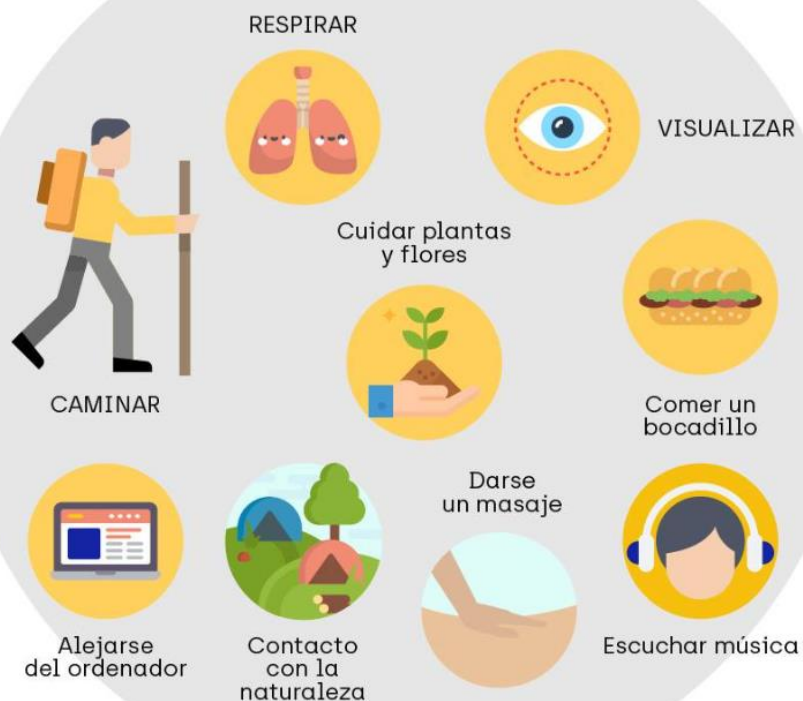 RESPIRAR
VISUALIZAR
Cuidar plantas
y flores
CAMINAR
Comer un
bocadillo
Darse
un masaje
Alejarse
del ordenador
Contacto
con la
naturaleza
Escuchar música